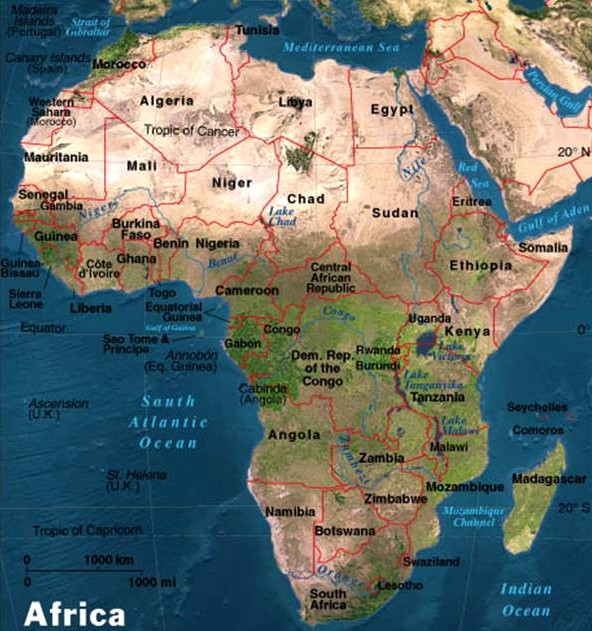 Madeira
Islands
(Portugal)
Strait of
Gibraltar
Tunisia
Mediterranean Sea
Canary Islands
(Spain)
Morocco
Persian Gulf
Western
Sahara
(Morocco)
Algeria
Libya
Egypt
Tropic of Cancer
20° N
Mauritania
Mali
Niger
Chad
Sudan
Nile
Red
Sea
Eritrea
Senegal
Gambia
Niger
Lake
Chad
Gulf of Aden
Guinea
Burkina
Faso
Benin
Nigeria
Somalia
Guinea-
Bissau
Côte
d'Ivoire
Ghana
Benue
Ethiopia
Sierra
Leone
Liberia
Togo
Cameroon
Central
African
Republic
Equatorial
Guinea
Equator
Gulf of Guinea
Congo
Congo
Uganda
Kenya
0°
Sao Tome &
Principe
Gabon
Annobón
(Eq. Guinea)
Dem. Rep.
of the
Congo
Rwanda
Burundi
Lake
Victoria
Cabinda
(Angola)
Lake
Tanganyika
Tanzania
Ascension
(U.K.)
South
Atlantic
Ocean
Seychelles
Comoros
Angola
Lake
Malawi
Malawi
Zambezi
Zambia
St. Helena
(U.K.)
Mozambique
Madagascar
Zimbabwe
Namibia
Mozambique
Channel
20° S
Tropic of Capricorn
Botswana
0 1000 km
0 1000 mi
Swaziland
Orange
Lesotho
South
Africa
Indian
Ocean
Africa